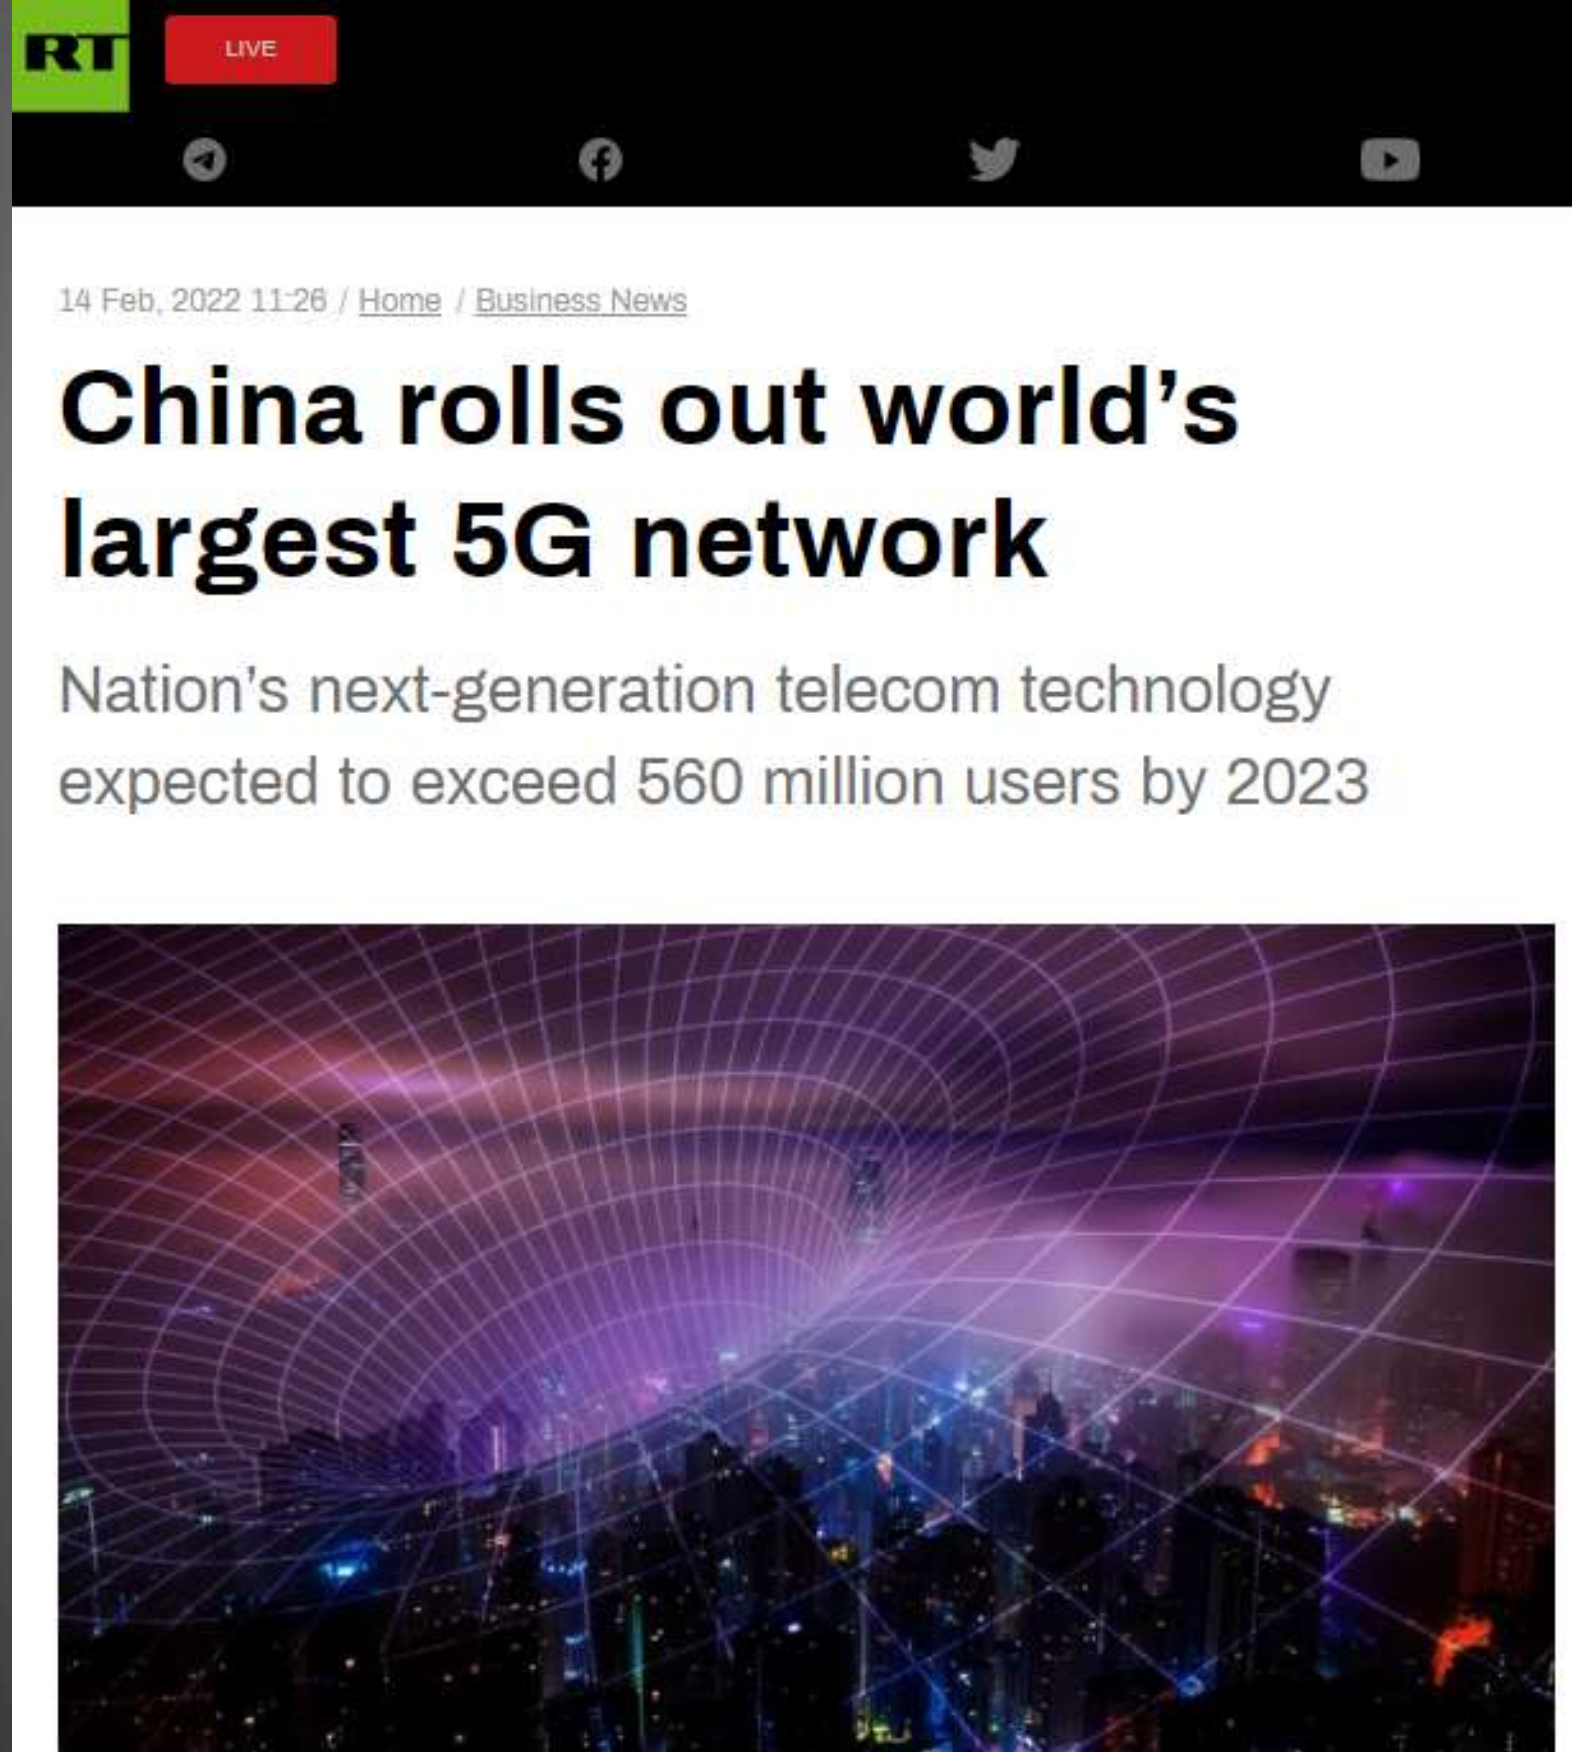 RT
LIVE
14 Feb, 2022 11:26 / Home / Business News
China rolls out world’s
largest 5G network
Nation’s next-generation telecom technology
expected to exceed 560 million users by 2023